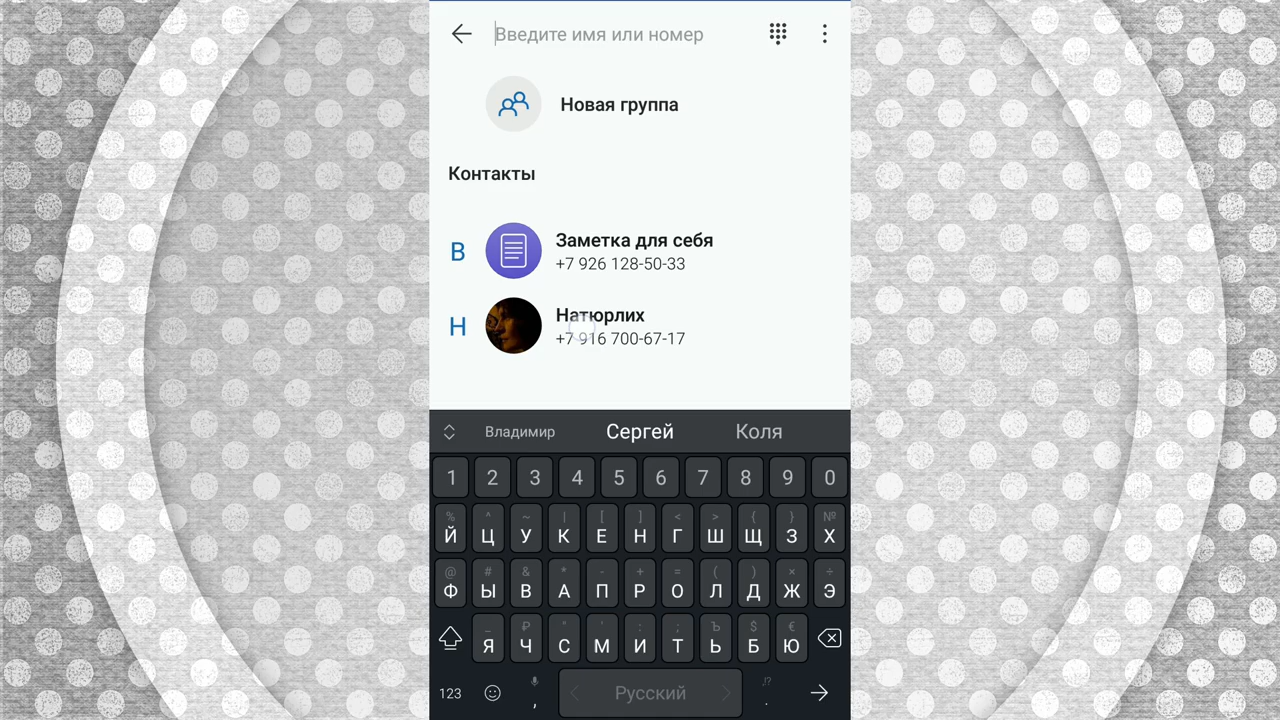 Введите имя или номер
Новая группа
Контакты
В
Заметка для себя
+7 926 128-50-33
Н
Натюрлих
+7 916 700-67-17
Владимир Сергей Коля
1 2 3 4 5 6 7 8 9 0
% ^ ~ | [ ] < > { } №
Й Ц У К Е Н Г Ш Щ З Х
@ # & * - + = ( ) × ÷
Ф Ы В А П Р О Л Д Ж Э
_ ₽ " ' : ; Ъ $ €
Я Ч С М И Т Ь Б Ю
,!?
123 , Русский .